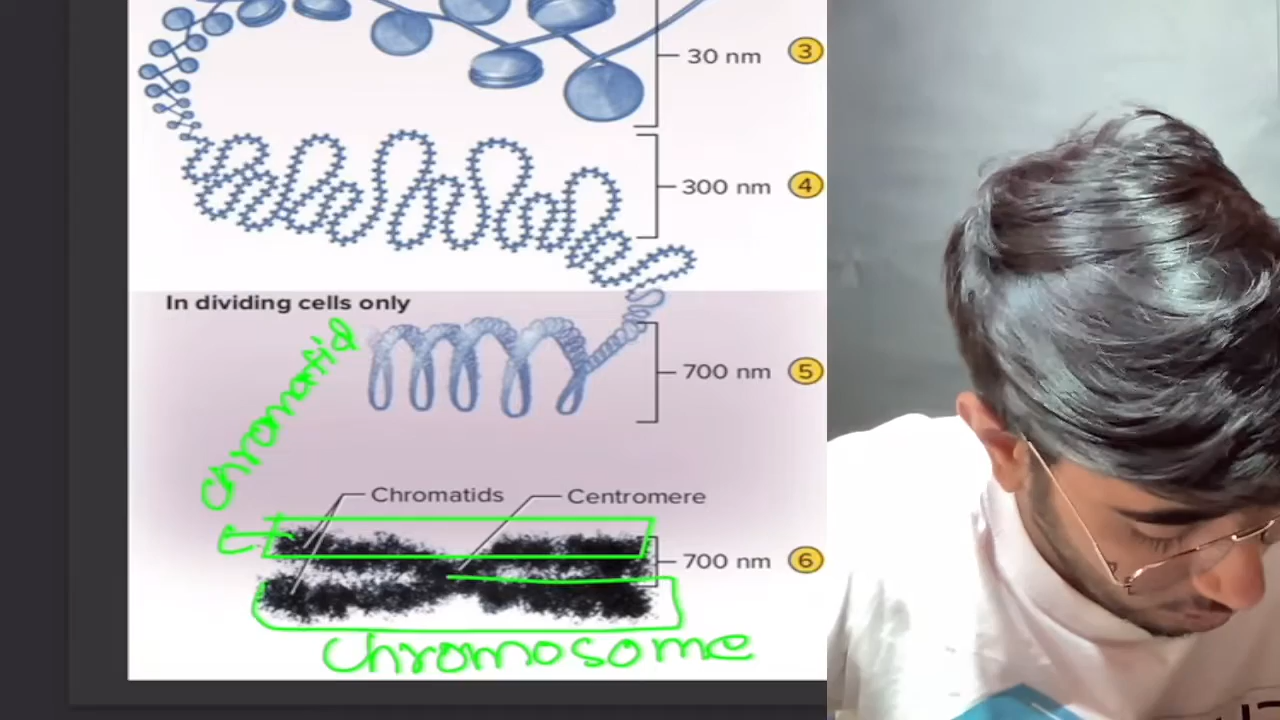 30 nm 3
300 nm 4
In dividing cells only
chromatid
700 nm 5
Chromatids Centromere
700 nm 6
chromosome